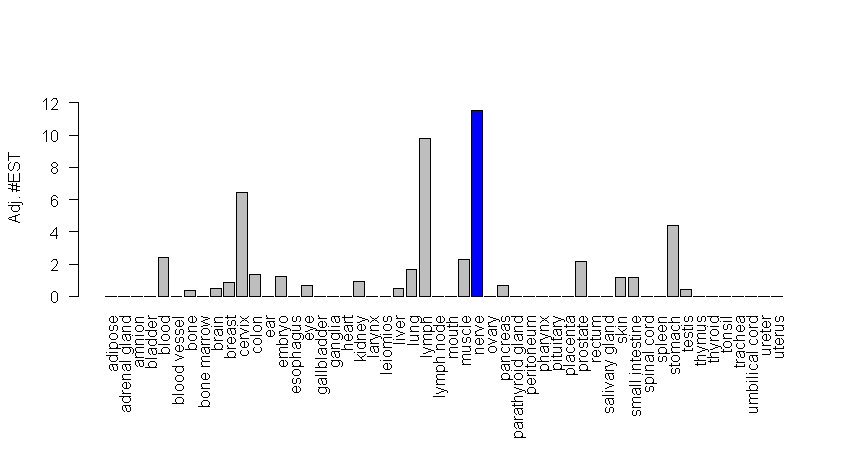 Adj. #EST
12
10
8
6
4
2
0
adipose
adrenal gland
amnion
bladder
blood
blood vessel
bone
bone marrow
brain
breast
cervix
colon
ear
embryo
esophagus
eye
gallbladder
ganglia
heart
kidney
larynx
leiomios
liver
lung
lymph
lymph node
mouth
muscle
nerve
ovary
pancreas
parathyroid gland
peritoneum
pharynx
pituitary
placenta
prostate
rectum
salivary gland
skin
small intestine
spinal cord
spleen
stomach
testis
thymus
thyroid
tonsil
trachea
umbilical cord
ureter
uterus